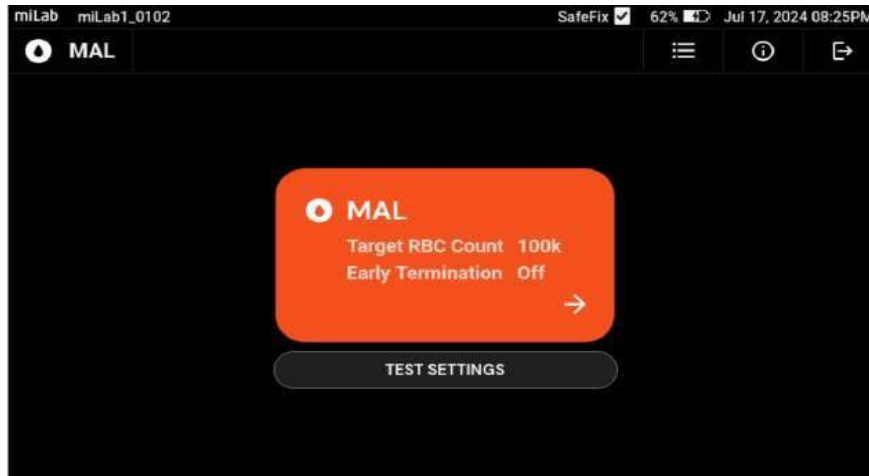 miLab miLab1_0102 SafeFix 62% Jul 17, 2024 08:25PM
MAL
MAL
Target RBC Count 100k
Early Termination Off
TEST SETTINGS